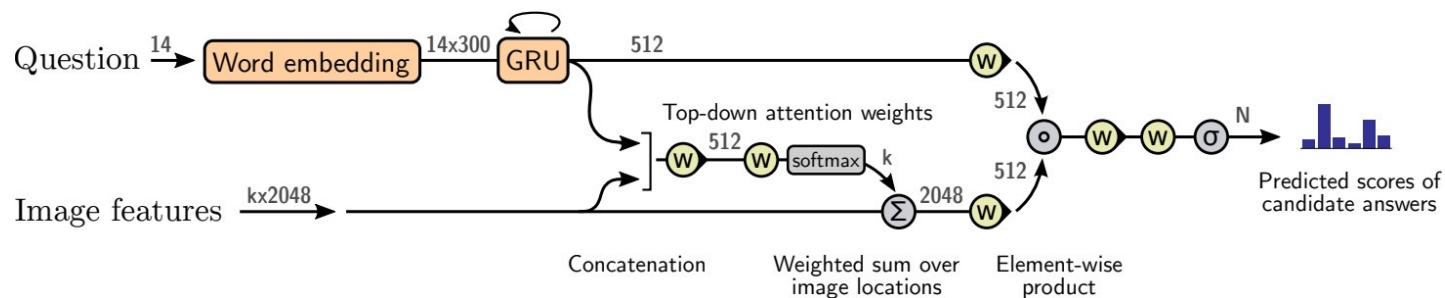 Question
14
Word embedding
14x300
GRU
512
w
512
Top-down attention weights
w
512
w
softmax
k
w
w
σ
N
Predicted scores of
candidate answers
Image features
kx2048
Σ
2048
w
512
Concatenation
Weighted sum over
image locations
Element-wise
product